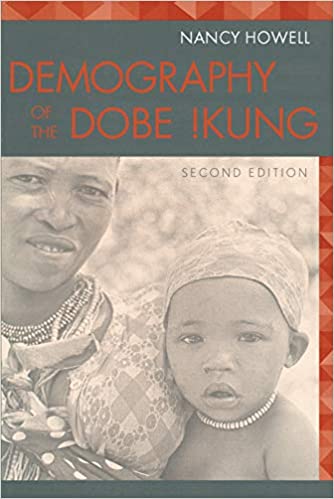 NANCY HOWELL
DEMOGRAPHY
OF THE DOBE !KUNG
SECOND EDITION